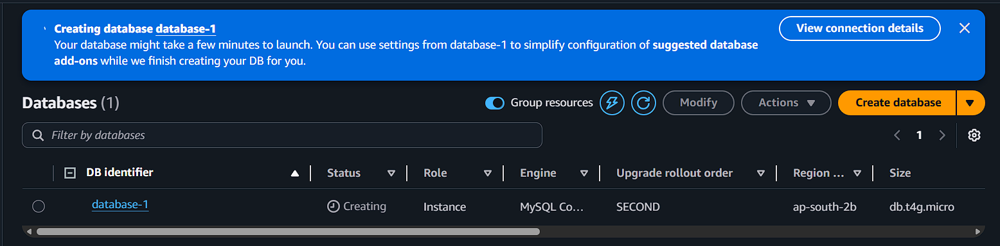 Creating database database-1
View connection details
Your database might take a few minutes to launch. You can use settings from database-1 to simplify configuration of suggested database
add-ons while we finish creating your DB for you.
Databases (1)
Group resources
Modify
Actions
Create database
Filter by databases
1
DB identifier Status Role Engine Upgrade rollout order Region ... Size
database-1 Creating Instance MySQL Co... SECOND ap-south-2b db.t4g.micro